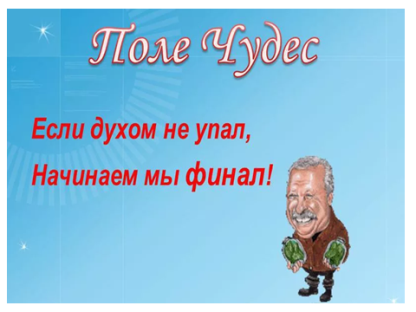 Поле Чудес
Если духом не упал,
Начинаем мы финал!